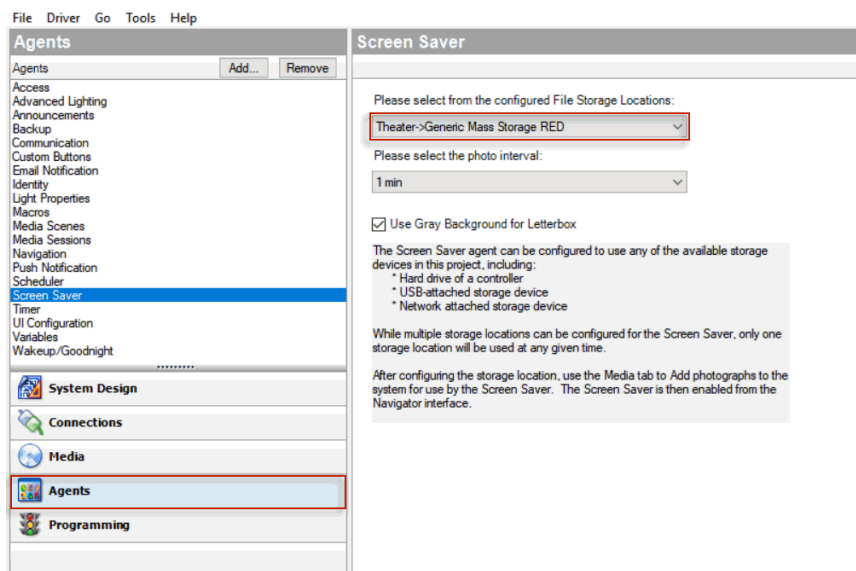 File Driver Go Tools Help
Agents
Screen Saver
Agents Add... Remove
Access
Advanced Lighting
Announcements
Backup
Communication
Custom Buttons
Email Notification
Identity
Light Properties
Macros
Media Scenes
Media Sessions
Navigation
Push Notification
Scheduler
Screen Saver
Timer
UI Configuration
Variables
Wakeup/Goodnight
System Design
Connections
Media
Agents
Programming
Please select from the configured File Storage Locations:
Theater->Generic Mass Storage RED
Please select the photo interval:
1 min
Use Gray Background for Letterbox
The Screen Saver agent can be configured to use any of the available storage
devices in this project, including:
* Hard drive of a controller
* USB-attached storage device
* Network attached storage device
While multiple storage locations can be configured for the Screen Saver, only one
storage location will be used at any given time.
After configuring the storage location, use the Media tab to Add photographs to the
system for use by the Screen Saver. The Screen Saver is then enabled from the
Navigator interface.